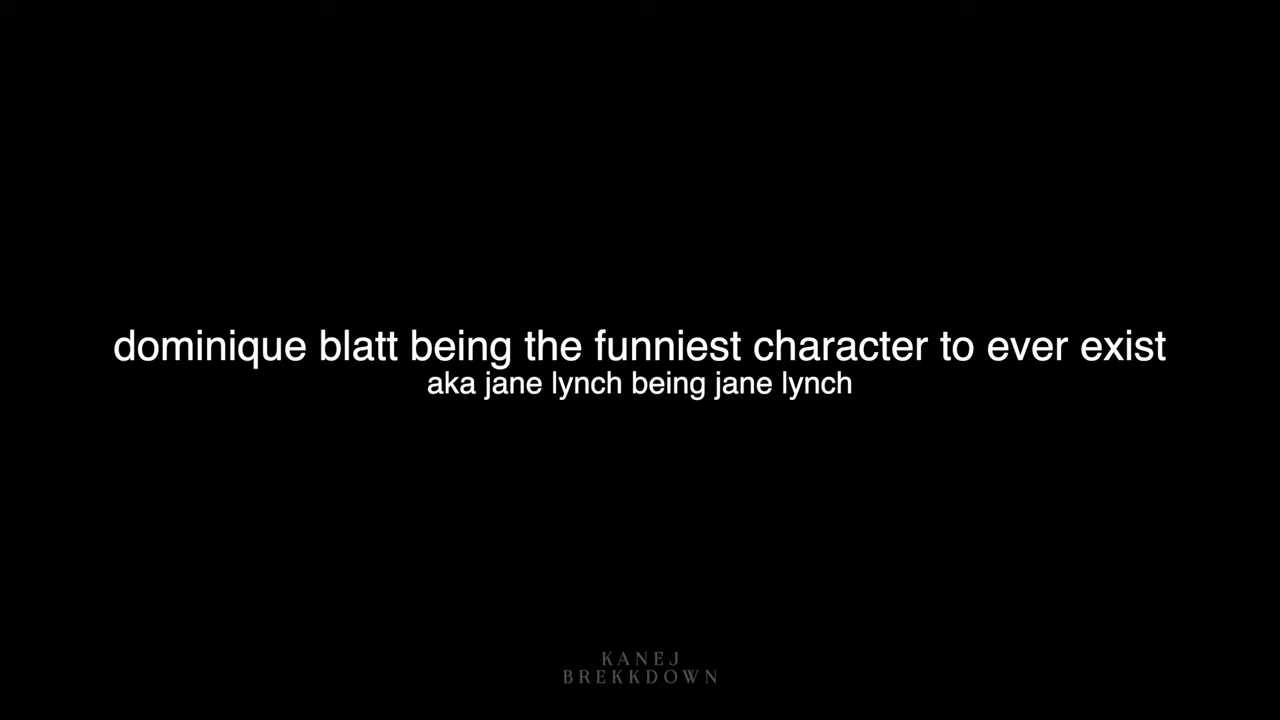 dominique blatt being the funniest character to ever exist
aka jane lynch being jane lynch
KANEJ
BREKKDOWN